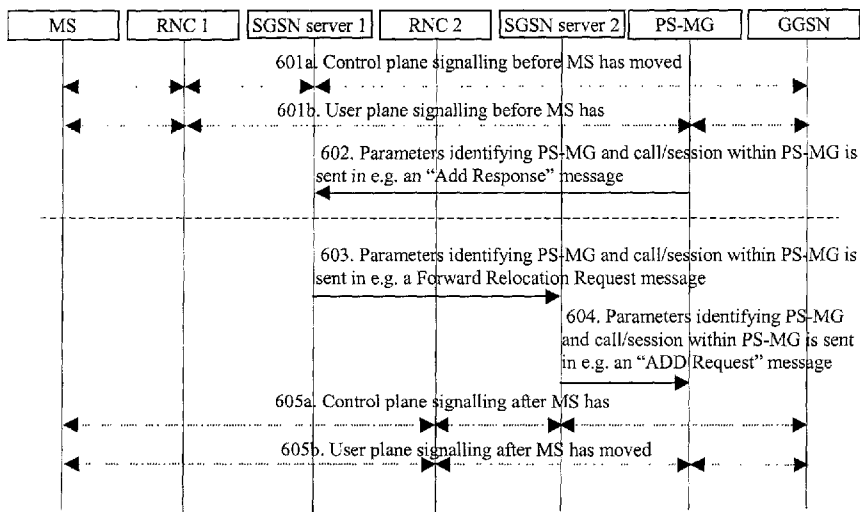 MS RNC 1 SGSN server 1 RNC 2 SGSN server 2 PS-MG GGSN
601a. Control plane signalling before MS has moved
601b. User plane signalling before MS has
602. Parameters identifying PS-MG and call/session within PS-MG is
sent in e.g. an “Add Response” message
603. Parameters identifying PS-MG and call/session within PS-MG is
sent in e.g. a Forward Relocation Request message
604. Parameters identifying PS-MG
and call/session within PS-MG is sent
in e.g. an “ADD Request” message
605a. Control plane signalling after MS has
605b. User plane signalling after MS has moved